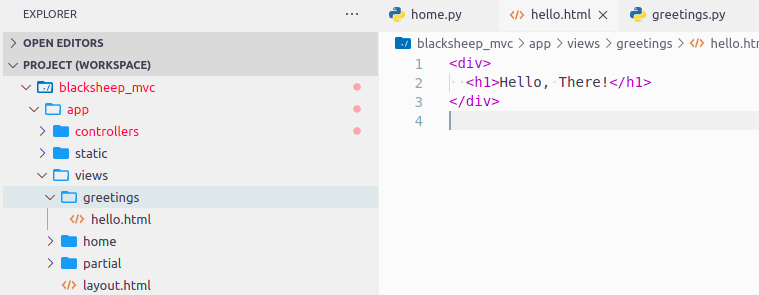 EXPLORER
OPEN EDITORS
PROJECT (WORKSPACE)
blacksheep_mvc
app
controllers
static
views
greetings
hello.html
home
partial
layout.html
home.py hello.html greetings.py
blacksheep_mvc > app > views > greetings > hello.htm
1 <div>
2 <h1>Hello, There!</h1>
3 </div>
4